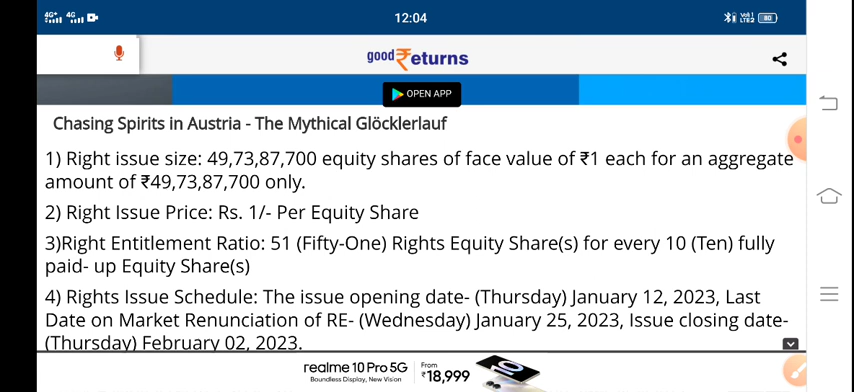 4G+ 4G 12:04 Vo) 1 LTE2 80
good₹eturns
OPEN APP
Chasing Spirits in Austria - The Mythical Glöcklerlauf
1) Right issue size: 49,73,87,700 equity shares of face value of ₹1 each for an aggregate
amount of ₹49,73,87,700 only.
2) Right Issue Price: Rs. 1/- Per Equity Share
3)Right Entitlement Ratio: 51 (Fifty-One) Rights Equity Share(s) for every 10 (Ten) fully
paid- up Equity Share(s)
4) Rights Issue Schedule: The issue opening date- (Thursday) January 12, 2023, Last
Date on Market Renunciation of RE- (Wednesday) January 25, 2023, Issue closing date-
(Thursday) February 02, 2023.
realme 10 Pro 5G From
Boundless Display, New Vision ₹18,999
10